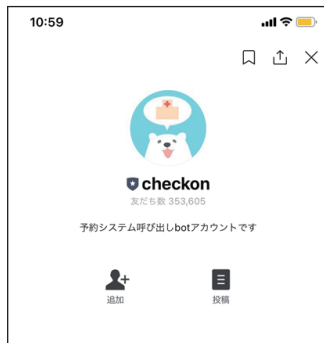 10:59
checkon
友だち数 353,605
予約システム呼び出しbotアカウントです
追加
投稿